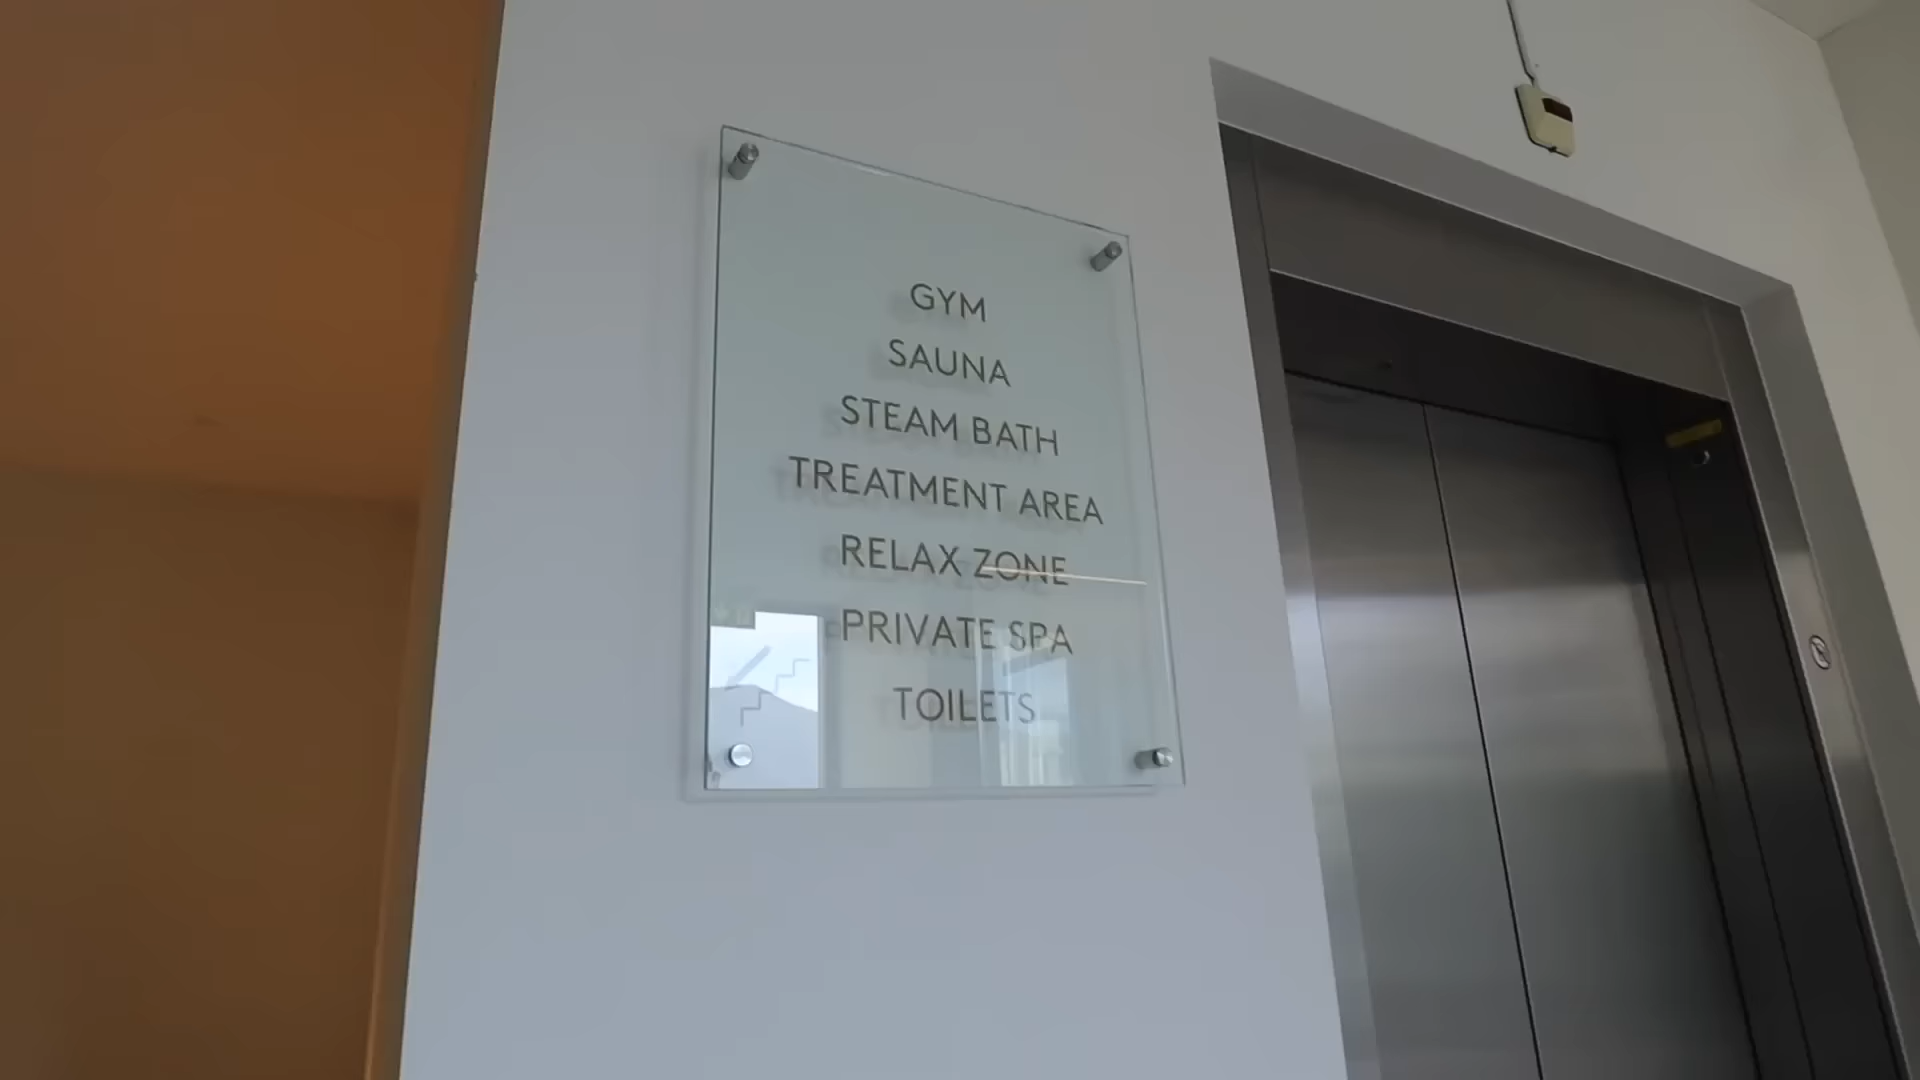 GYM
SAUNA
STEAM BATH
TREATMENT AREA
RELAX ZONE
PRIVATE SPA
TOILETS